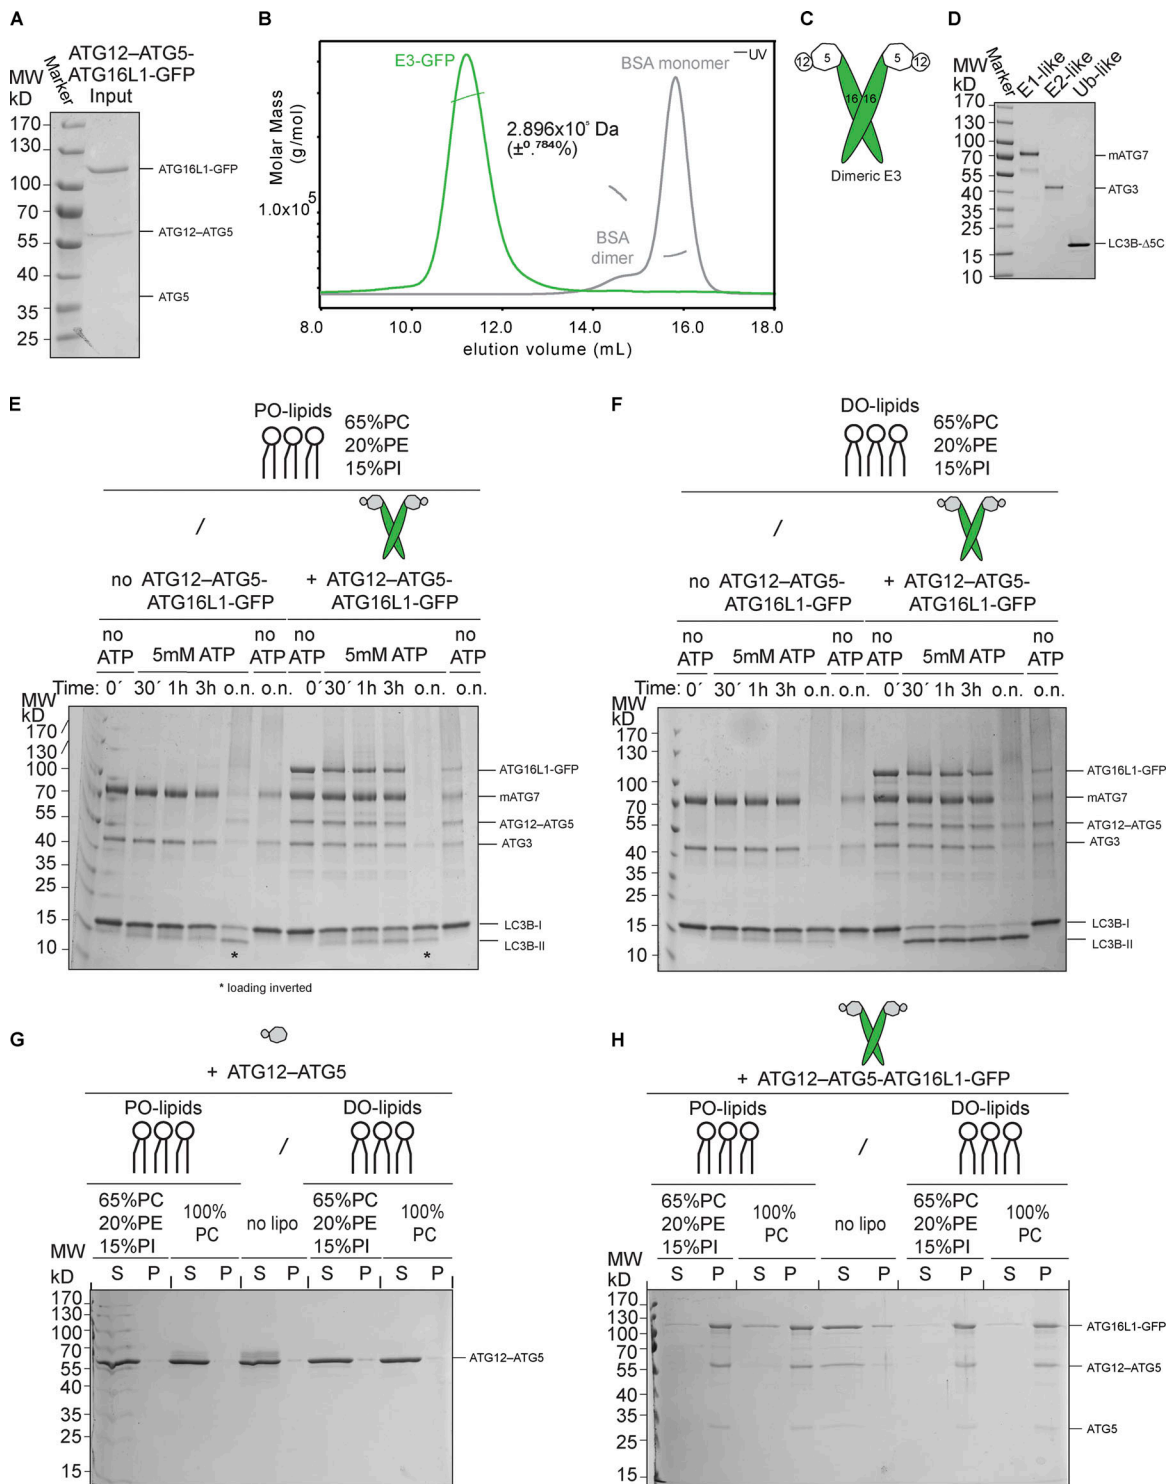 A
ATG12–ATG5-
ATG16L1-GFP
MW
kD
Marker
Input
170
130
100
70
55
40
35
25
ATG16L1-GFP
ATG12–ATG5
ATG5
B
E3-GFP
UV
BSA monomer
2.896x10⁵ Da
(±0.784%)
BSA
dimer
Molar Mass
(g/mol)
1.0x10⁵
8.0 10.0 12.0 14.0 16.0 18.0
elution volume (mL)
C
12 5 5 12
16 16
Dimeric E3
D
MW
kD
Marker
E1-like
E2-like
Ub-like
170
130
100
70
55
40
35
25
15
10
mATG7
ATG3
LC3B-Δ5C
E
PO-lipids
65%PC
20%PE
15%PI
/
no ATG12–ATG5-
ATG16L1-GFP
+ ATG12–ATG5-
ATG16L1-GFP
no ATP 5mM ATP no ATP no ATP 5mM ATP no ATP
Time: 0´ 30´ 1h 3h o.n. o.n. 0´ 30´ 1h 3h o.n. o.n.
MW
kD
170
130
100
70
55
40
35
25
15
10
ATG16L1-GFP
mATG7
ATG12–ATG5
ATG3
LC3B-I
LC3B-II
* *
* loading inverted
F
DO-lipids
65%PC
20%PE
15%PI
/
no ATG12–ATG5-
ATG16L1-GFP
+ ATG12–ATG5-
ATG16L1-GFP
no ATP 5mM ATP no ATP no ATP 5mM ATP no ATP
Time: 0´ 30´ 1h 3h o.n. o.n. 0´ 30´ 1h 3h o.n. o.n.
MW
kD
170
130
100
70
55
40
35
25
15
10
ATG16L1-GFP
mATG7
ATG12–ATG5
ATG3
LC3B-I
LC3B-II
G
+ ATG12–ATG5
PO-lipids / DO-lipids
65%PC
20%PE
15%PI
100%
PC
no lipo
65%PC
20%PE
15%PI
100%
PC
MW
kD
S P S P S P S P S P
170
130
100
70
55
40
35
25
15
ATG12–ATG5
H
+ ATG12–ATG5-ATG16L1-GFP
PO-lipids / DO-lipids
65%PC
20%PE
15%PI
100%
PC
no lipo
65%PC
20%PE
15%PI
100%
PC
MW
kD
S P S P S P S P S P
170
130
100
70
55
40
35
25
15
ATG16L1-GFP
ATG12–ATG5
ATG5